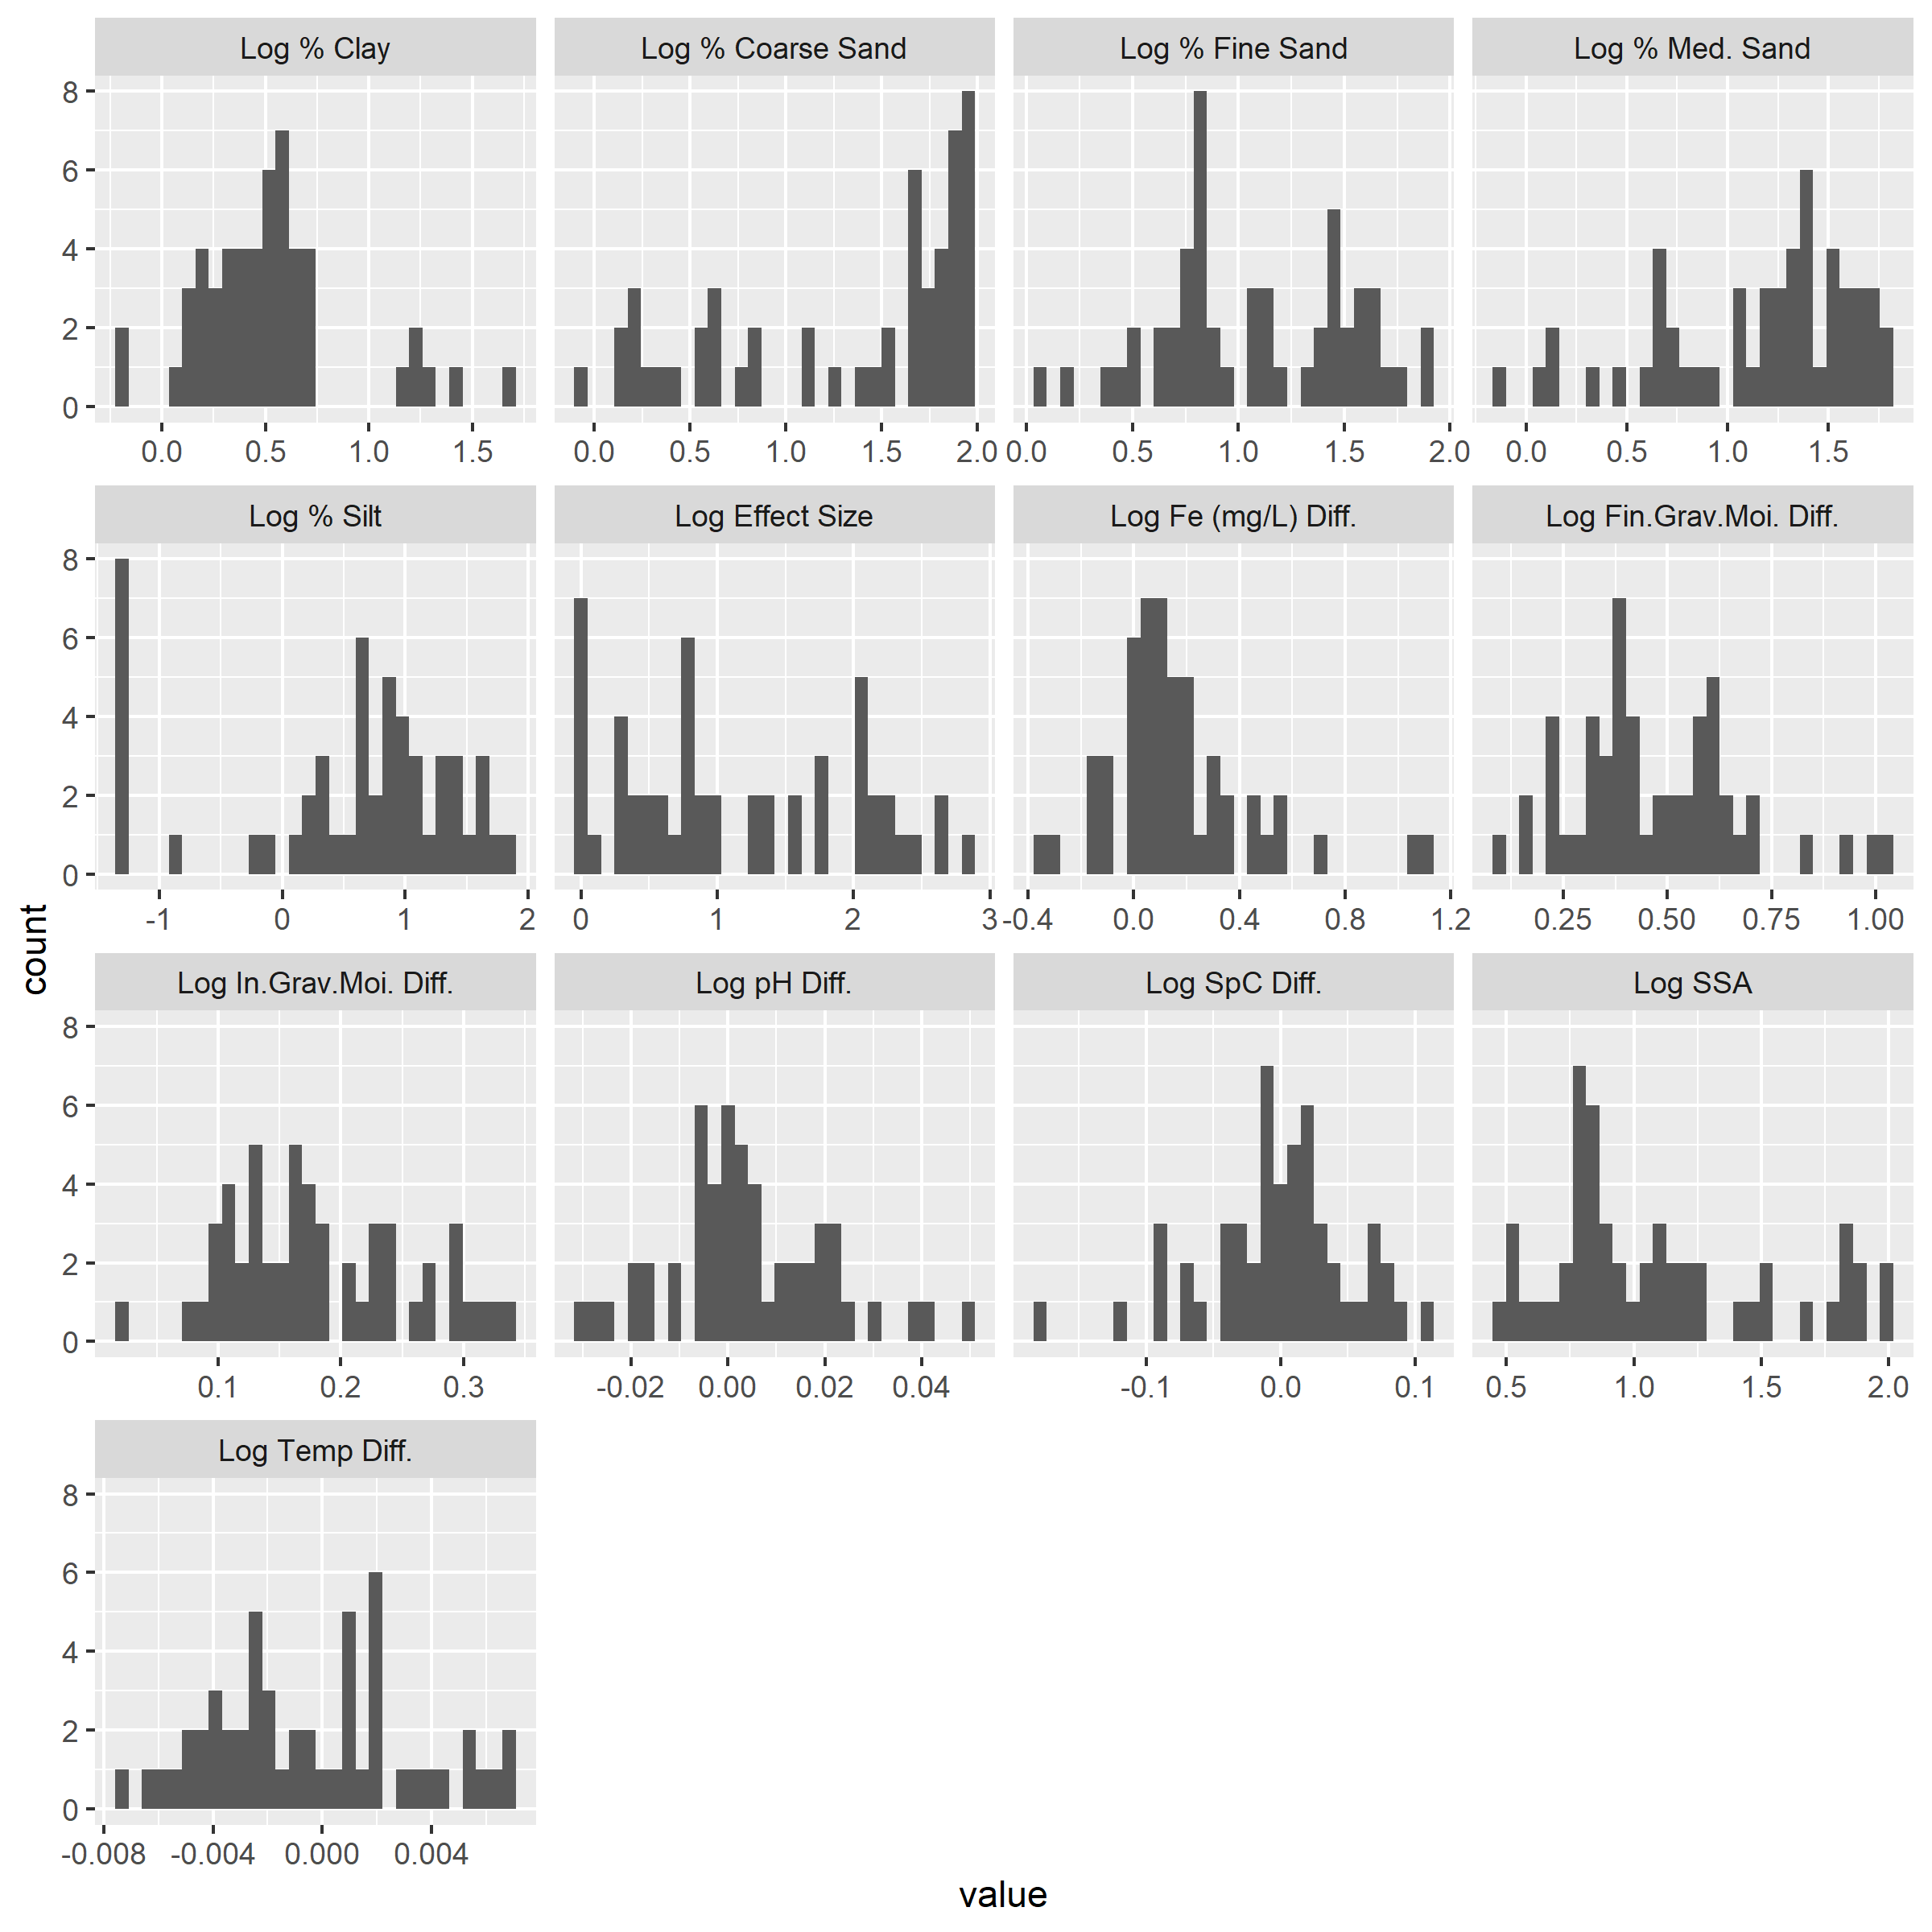 Log % Clay
Log % Coarse Sand
Log % Fine Sand
Log % Med. Sand
8
6
4
2
0
0.0 0.5 1.0 1.5
0.0 0.5 1.0 1.5 2.0
0.0 0.5 1.0 1.5 2.0
0.0 0.5 1.0 1.5
Log % Silt
Log Effect Size
Log Fe (mg/L) Diff.
Log Fin.Grav.Moi. Diff.
8
6
4
2
0
-1 0 1 2
0 1 2 3
-0.4 0.0 0.4 0.8 1.2
0.25 0.50 0.75 1.00
count
Log In.Grav.Moi. Diff.
Log pH Diff.
Log SpC Diff.
Log SSA
8
6
4
2
0
0.1 0.2 0.3
-0.02 0.00 0.02 0.04
-0.1 0.0 0.1
0.5 1.0 1.5 2.0
Log Temp Diff.
8
6
4
2
0
-0.008 -0.004 0.000 0.004
value